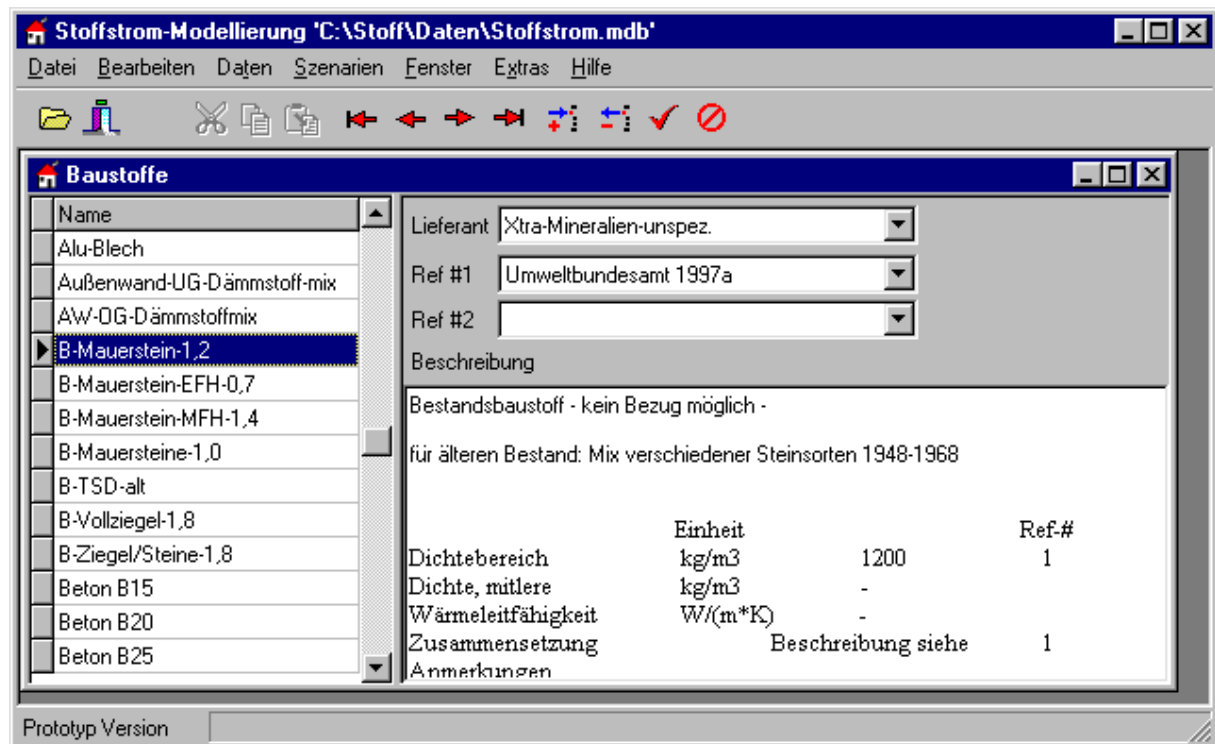 Stoffstrom-Modellierung 'C:\Stoff\Daten\Stoffstrom.mdb'
Datei Bearbeiten Daten Szenarien Fenster Extras Hilfe
Baustoffe
Name
Alu-Blech
Außenwand-UG-Dämmstoff-mix
AW-OG-Dämmstoffmix
B-Mauerstein-1,2
B-Mauerstein-EFH-0,7
B-Mauerstein-MFH-1,4
B-Mauersteine-1,0
B-TSD-alt
B-Vollziegel-1,8
B-Ziegel/Steine-1,8
Beton B15
Beton B20
Beton B25
Lieferant Xtra-Mineralien-unspez.
Ref #1 Umweltbundesamt 1997a
Ref #2
Beschreibung
Bestandsbaustoff - kein Bezug möglich -
für älteren Bestand: Mix verschiedener Steinsorten 1948-1968
Einheit Ref-#
Dichtebereich kg/m3 1200 1
Dichte, mitlere kg/m3 -
Wärmeleitfähigkeit W/(m*K) -
Zusammensetzung Beschreibung siehe 1
Anmerkungen
Prototyp Version